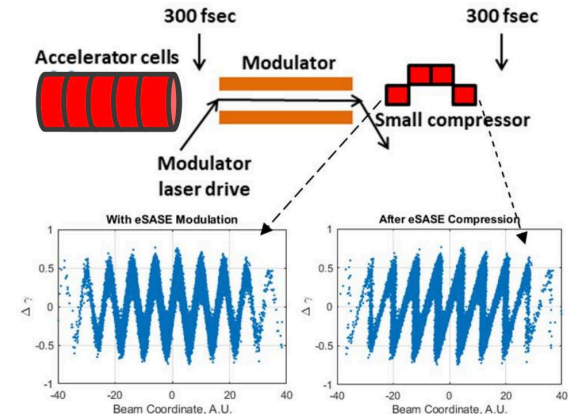 300 fsec
300 fsec
Accelerator cells
Modulator
Small compressor
Modulator
laser drive
With eSASE Modulation
1
0.5
0
-0.5
-1
Δ γ
-40
-20
0
20
40
Beam Coordinate, A.U.
After eSASE Compression
1
0.5
0
-0.5
-1
Δ γ
-40
-20
0
20
40
Beam Coordinate, A.U.